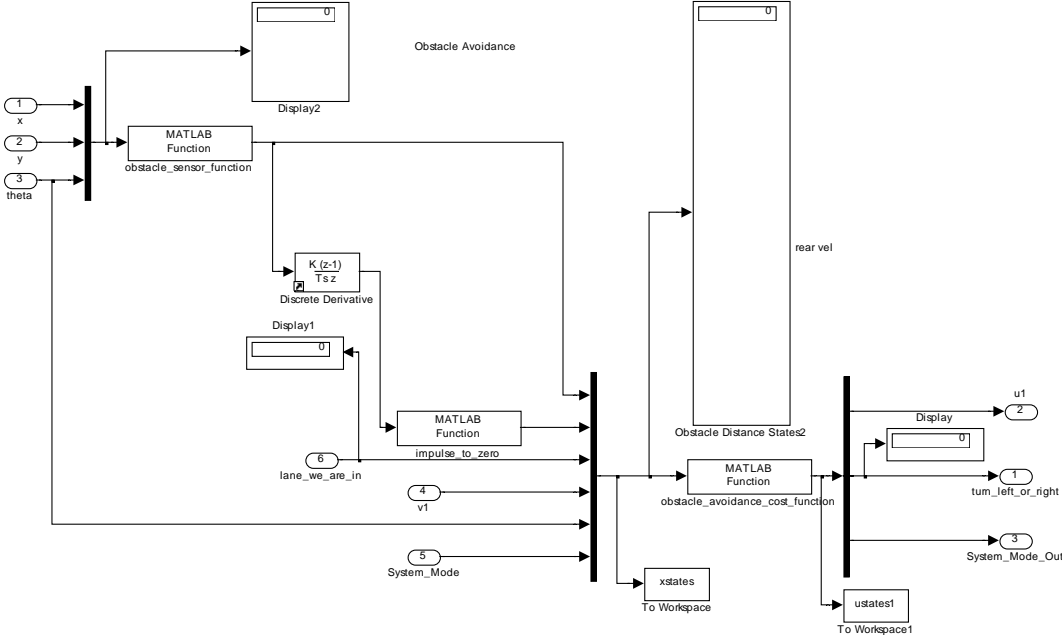 0
Display2
Obstacle Avoidance
0
1
x
2
y
3
theta
MATLAB
Function
obstacle_sensor_function
rear vel
K (z-1)
Ts z
Discrete Derivative
Display1
0
MATLAB
Function
impulse_to_zero
6
lane_we_are_in
4
v1
5
System_Mode
Obstacle Distance States2
MATLAB
Function
obstacle_avoidance_cost_function
xstates
To Workspace
ustates1
To Workspace1
u1
2
Display
0
1
turn_left_or_right
3
System_Mode_Out